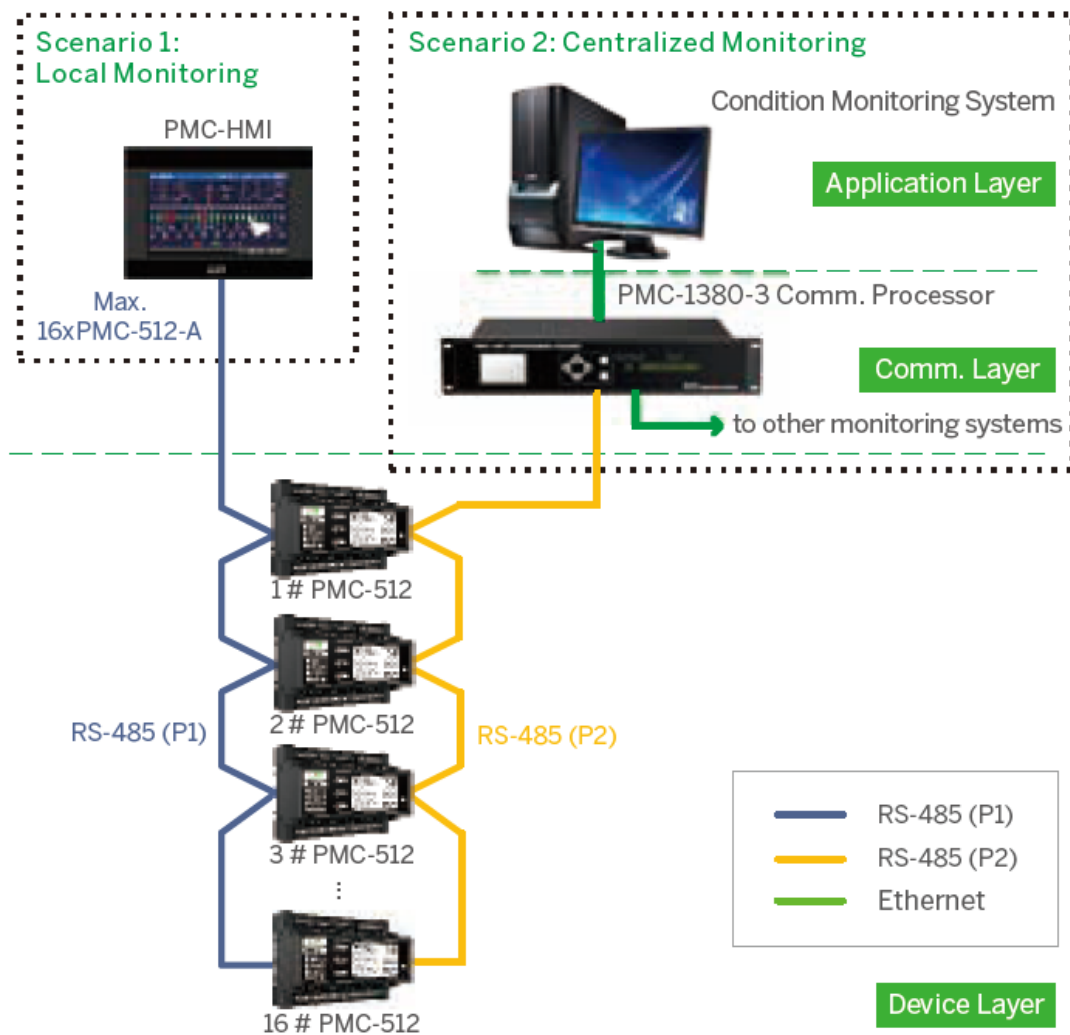 Scenario 1:
Local Monitoring
PMC-HMI
Max.
16xPMC-512-A
Scenario 2: Centralized Monitoring
Condition Monitoring System
Application Layer
PMC-1380-3 Comm. Processor
Comm. Layer
to other monitoring systems
1 # PMC-512
2 # PMC-512
RS-485 (P1)
RS-485 (P2)
3 # PMC-512
⋮
16 # PMC-512
RS-485 (P1)
RS-485 (P2)
Ethernet
Device Layer